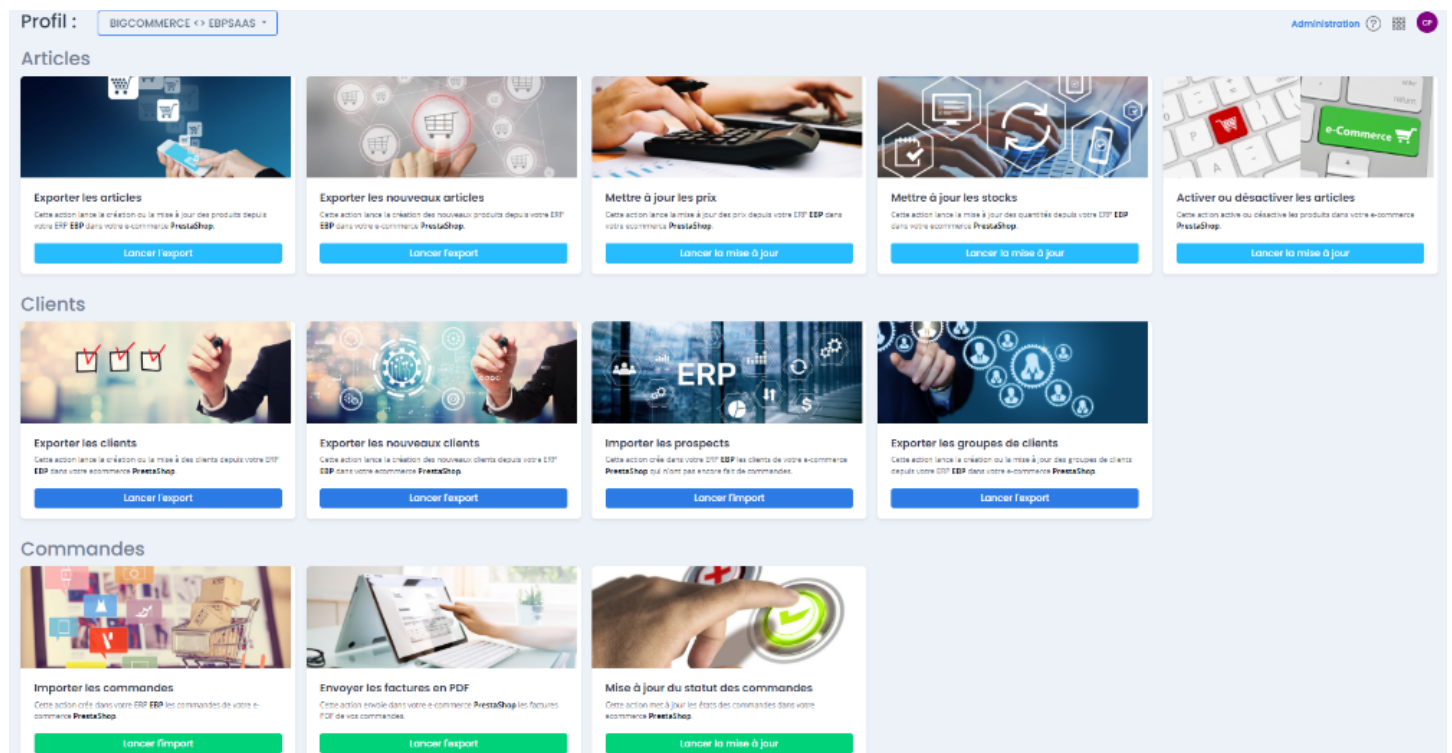 Profil :
BIGCOMMERCE <> EBPSAAS
Administration ?
CP
Articles
e-Commerce
Exporter les articles
Cette action lance la création ou la mise à jour des produits depuis
votre ERP EBP dans votre e-commerce PrestaShop.
Lancer l'export
Exporter les nouveaux articles
Cette action lance la création des nouveaux produits depuis votre ERP
EBP dans votre e-commerce PrestaShop.
Lancer l'export
Mettre à jour les prix
Cette action lance la mise à jour des prix depuis votre ERP EBP dans
votre ecommerce PrestaShop.
Lancer la mise à jour
Mettre à jour les stocks
Cette action lance la mise à jour des quantités depuis votre ERP EBP
dans votre ecommerce PrestaShop.
Lancer la mise à jour
Activer ou désactiver les articles
Cette action active ou désactive les produits dans votre e-commerce
PrestaShop.
Lancer la mise à jour
Clients
ERP
Exporter les clients
Cette action lance la création ou la mise à des clients depuis votre ERP
EBP dans votre ecommerce PrestaShop.
Lancer l'export
Exporter les nouveaux clients
Cette action lance la création des nouveaux clients depuis votre ERP
EBP dans votre ecommerce PrestaShop.
Lancer l'export
Importer les prospects
Cette action crée dans votre ERP EBP les clients de votre e-commerce
PrestaShop qui n'ont pas encore fait de commandes.
Lancer l'import
Exporter les groupes de clients
Cette action lance la création ou la mise à jour des groupes de clients
depuis votre ERP EBP dans votre e-commerce PrestaShop.
Lancer l'export
Commandes
Importer les commandes
Cette action crée dans votre ERP EBP les commandes de votre e-
commerce PrestaShop
Lancer l'import
Envoyer les factures en PDF
Cette action envoie dans votre e-commerce PrestaShop les factures
PDF de vos commandes.
Lancer l'export
Mise à jour du statut des commandes
Cette action met à jour les états des commandes dans votre
ecommerce PrestaShop.
Lancer la mise à jour